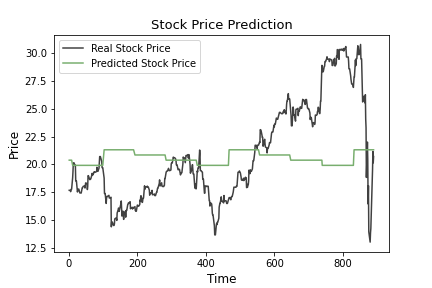 Stock Price Prediction
Real Stock Price
Predicted Stock Price
30.0
27.5
25.0
22.5
20.0
17.5
15.0
12.5
Price
0 200 400 600 800
Time